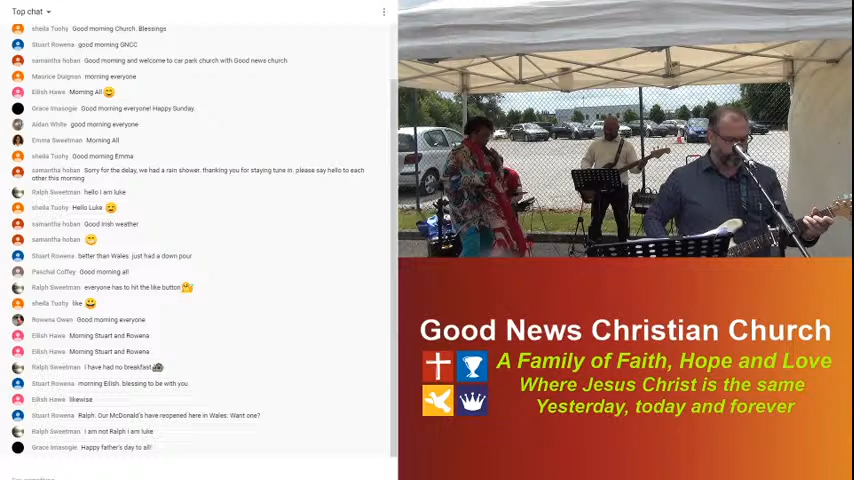 Top chat
sheila Tuohy Good morning Church. Blessings
Stuart Rowena good morning GNCC
samantha hoban Good morning and welcome to car park church with Good news church
Maurice Duignan morning everyone
Eilish Hawe Morning All
Grace Imasogie Good morning everyone! Happy Sunday.
Aidan White good morning everyone
Emma Sweetman Morning All
sheila Tuohy Good morning Emma
samantha hoban Sorry for the delay, we had a rain shower. thanking you for staying tune in. please say hello to each
other this morning
Ralph Sweetman hello I am luke
sheila Tuohy Hello Luke
samantha hoban Good Irish weather
samantha hoban
Stuart Rowena better than Wales. just had a down pour
Paschal Coffey Good morning all
Ralph Sweetman everyone has to hit the like button
sheila Tuohy like
Rowena Owen Good morning everyone
Eilish Hawe Morning Stuart and Rowena
Eilish Hawe Morning Stuart and Rowena
Ralph Sweetman I have had no breakfast
Stuart Rowena morning Eilish. blessing to be with you
Eilish Hawe likewise
Stuart Rowena Ralph. Our McDonald's have reopened here in Wales. Want one?
Ralph Sweetman I am not Ralph I am luke
Grace Imasogie Happy father's day to all!
Good News Christian Church
A Family of Faith, Hope and Love
Where Jesus Christ is the same
Yesterday, today and forever